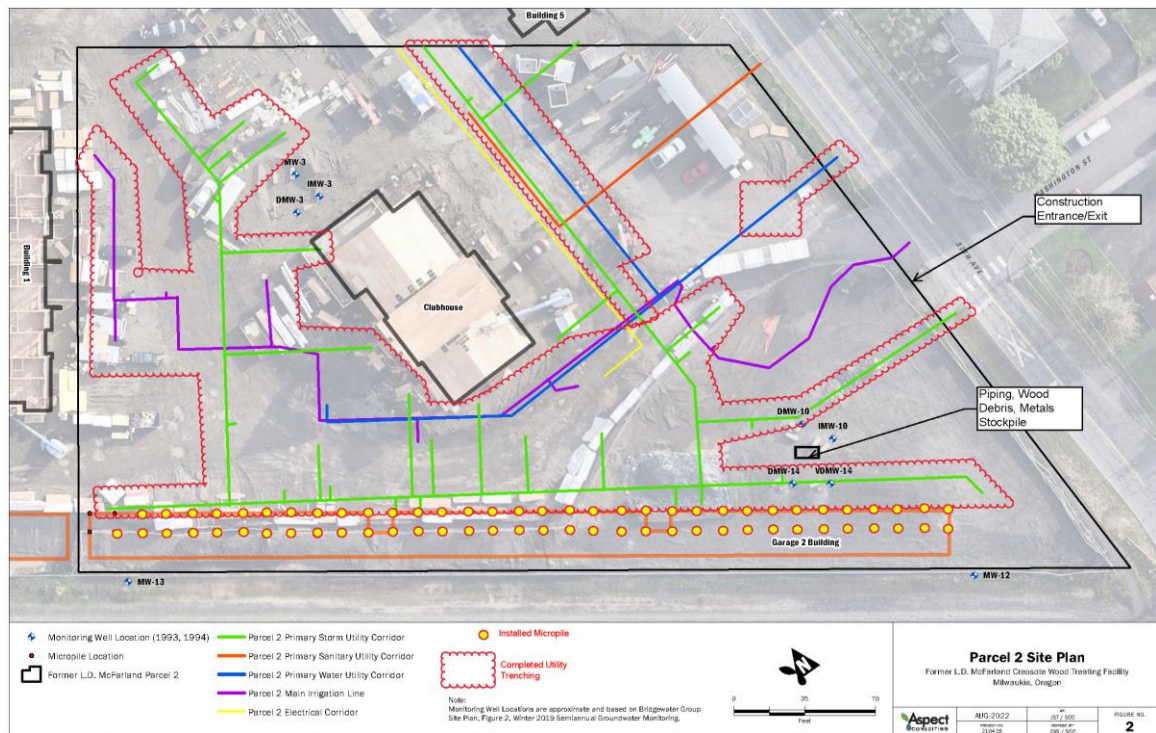 Building 5
MW-3
IMW-3
DMW-3
Building 1
Clubhouse
WASHINGTON ST
Construction
Entrance/Exit
Piping, Wood
Debris, Metals
Stockpile
DMW-10
IMW-10
DMW-14
VDMW-14
Garage 2 Building
MW-13
MW-12
Monitoring Well Location (1993, 1994)
Micropile Location
Former L.D. McFarland Parcel 2
Parcel 2 Primary Storm Utility Corridor
Parcel 2 Primary Sanitary Utility Corridor
Parcel 2 Primary Water Utility Corridor
Parcel 2 Main Irrigation Line
Parcel 2 Electrical Corridor
Installed Micropile
Completed Utility
Trenching
Note:
Monitoring Well Locations are approximate and based on Bridgewater Group
Site Plan, Figure 2, Winter 2019 Semiannual Groundwater Monitoring.
N
0 35 70
Feet
Parcel 2 Site Plan
Former L.D. McFarland Creosote Wood Treating Facility
Milwaukie, Oregon
Aspect
CONSULTING
AUG-2022
BY:
FIGURE NO.
2